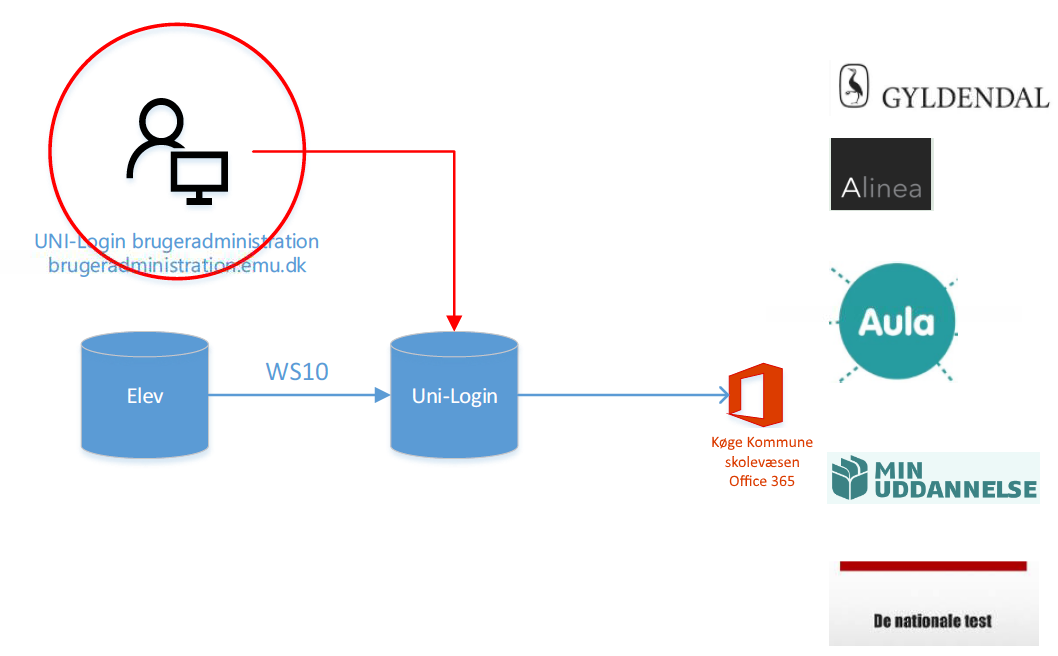 GYLDENDAL
Alinea
UNI-Login brugeradministration
brugeradministration.emu.dk
Aula
WS10
Elev
Uni-Login
Køge Kommune
skolevæsen
Office 365
MIN
UDDANNELSE
De nationale test